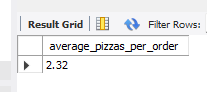 Result Grid Filter Rows:
average_pizzas_per_order
2.32